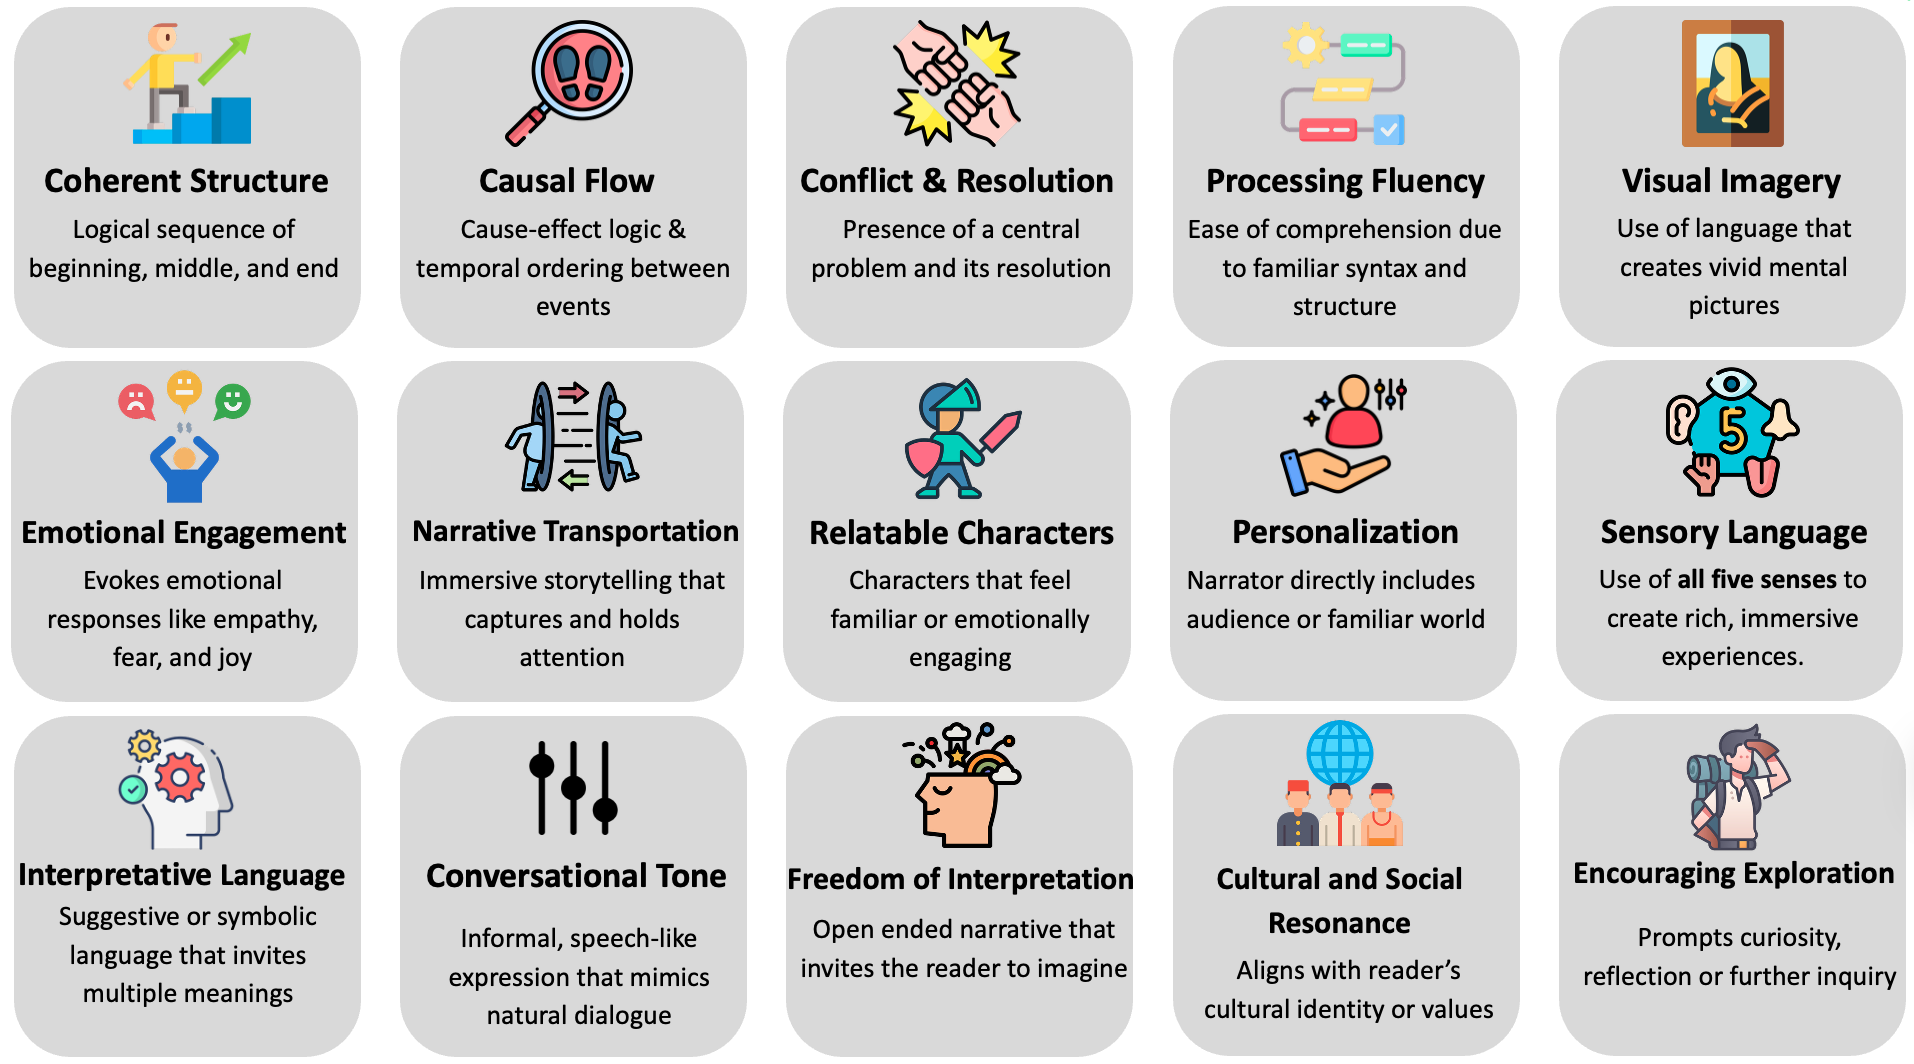 Coherent Structure
Logical sequence of
beginning, middle, and end
Causal Flow
Cause-effect logic &
temporal ordering between
events
Conflict & Resolution
Presence of a central
problem and its resolution
Processing Fluency
Ease of comprehension due
to familiar syntax and
structure
Visual Imagery
Use of language that
creates vivid mental
pictures
Emotional Engagement
Evokes emotional
responses like empathy,
fear, and joy
Narrative Transportation
Immersive storytelling that
captures and holds
attention
Relatable Characters
Characters that feel
familiar or emotionally
engaging
Personalization
Narrator directly includes
audience or familiar world
5
Sensory Language
Use of all five senses to
create rich, immersive
experiences.
Interpretative Language
Suggestive or symbolic
language that invites
multiple meanings
Conversational Tone
Informal, speech-like
expression that mimics
natural dialogue
Freedom of Interpretation
Open ended narrative that
invites the reader to imagine
Cultural and Social
Resonance
Aligns with reader’s
cultural identity or values
Encouraging Exploration
Prompts curiosity,
reflection or further inquiry